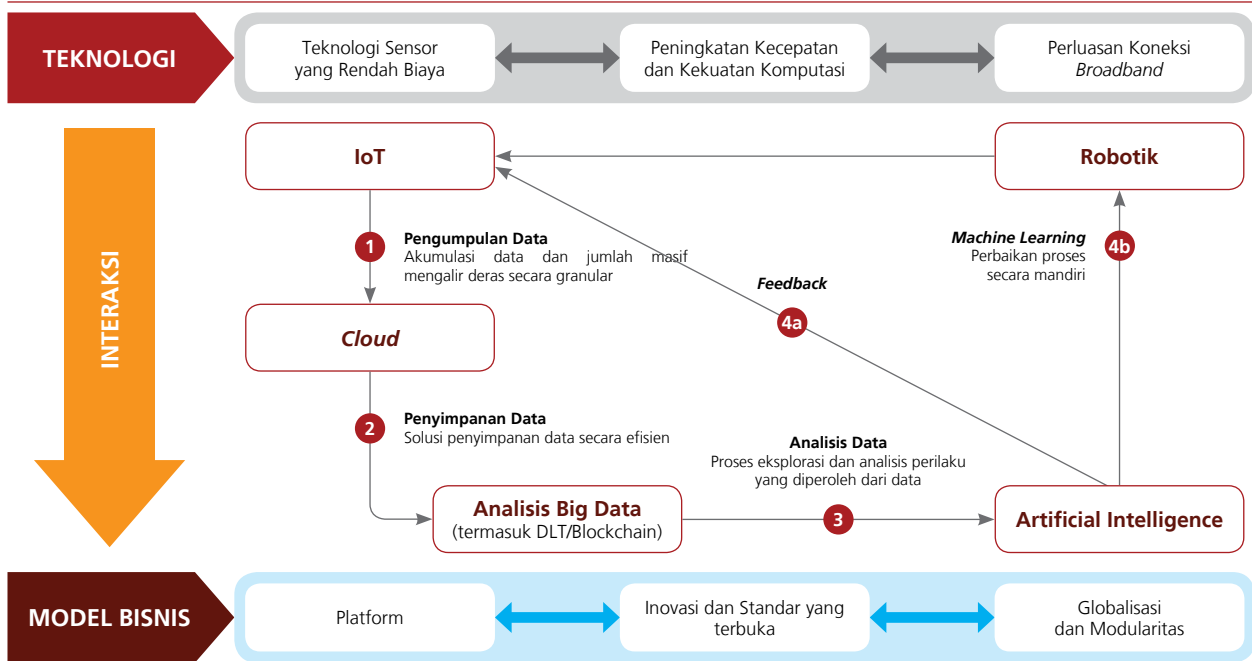 TEKNOLOGI
Teknologi Sensor
yang Rendah Biaya
Peningkatan Kecepatan
dan Kekuatan Komputasi
Perluasan Koneksi
Broadband
INTERAKSI
IoT
Robotik
1
Pengumpulan Data
Akumulasi data dan jumlah masif
mengalir deras secara granular
Machine Learning
Perbaikan proses
secara mandiri
4b
Feedback
4a
Cloud
2
Penyimpanan Data
Solusi penyimpanan data secara efisien
Analisis Data
Proses eksplorasi dan analisis perilaku
yang diperoleh dari data
3
Analisis Big Data
(termasuk DLT/Blockchain)
Artificial Intelligence
MODEL BISNIS
Platform
Inovasi dan Standar yang
terbuka
Globalisasi
dan Modularitas